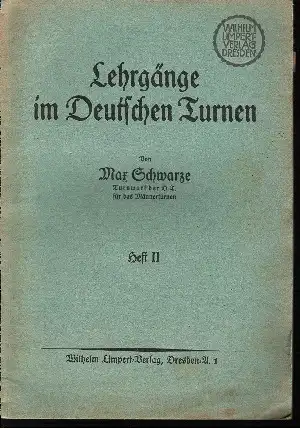 WILHELM
LIMPERT
VERLAG
DRESDEN
Lehrgänge
im Deutschen Turnen
Von
Max Schwarze
Turnwart der D. T.
für das Männerturnen
Heft II
Wilhelm Limpert-Verlag, Dresden-A. 1